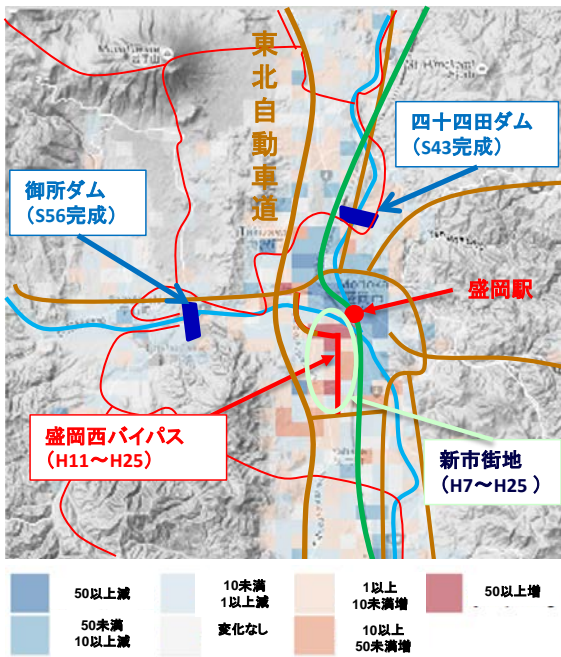 東北自動車道
四十四田ダム
（S43完成）
御所ダム
（S56完成）
盛岡駅
盛岡西バイパス
（H11～H25）
新市街地
（H7～H25 ）
50以上減
10未満
1以上減
1以上
10未満増
50以上増
50未満
10以上減
変化なし
10以上
50未満増